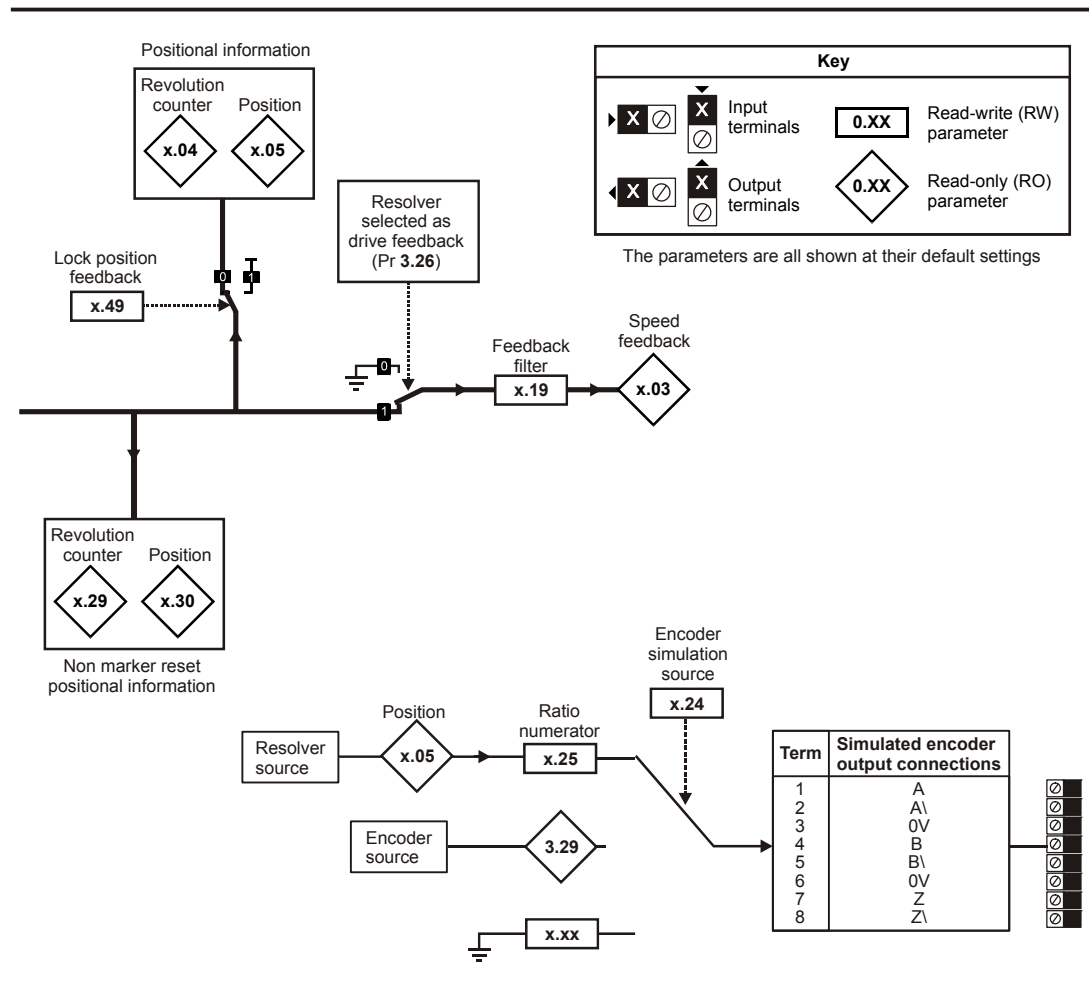 Positional information
Revolution
counter
Position
x.04
x.05
Lock position
feedback
x.49
0
1
Resolver
selected as
drive feedback
(Pr 3.26)
0
1
Feedback
filter
x.19
Speed
feedback
x.03
Key
X
X
Input
terminals
0.XX
Read-write (RW)
parameter
X
X
Output
terminals
0.XX
Read-only (RO)
parameter
The parameters are all shown at their default settings
Revolution
counter
Position
x.29
x.30
Non marker reset
positional information
Encoder
simulation
source
x.24
Resolver
source
Position
x.05
Ratio
numerator
x.25
Encoder
source
3.29
x.xx
Term Simulated encoder
output connections
1 A
2 A\
3 0V
4 B
5 B\
6 0V
7 Z
8 Z\